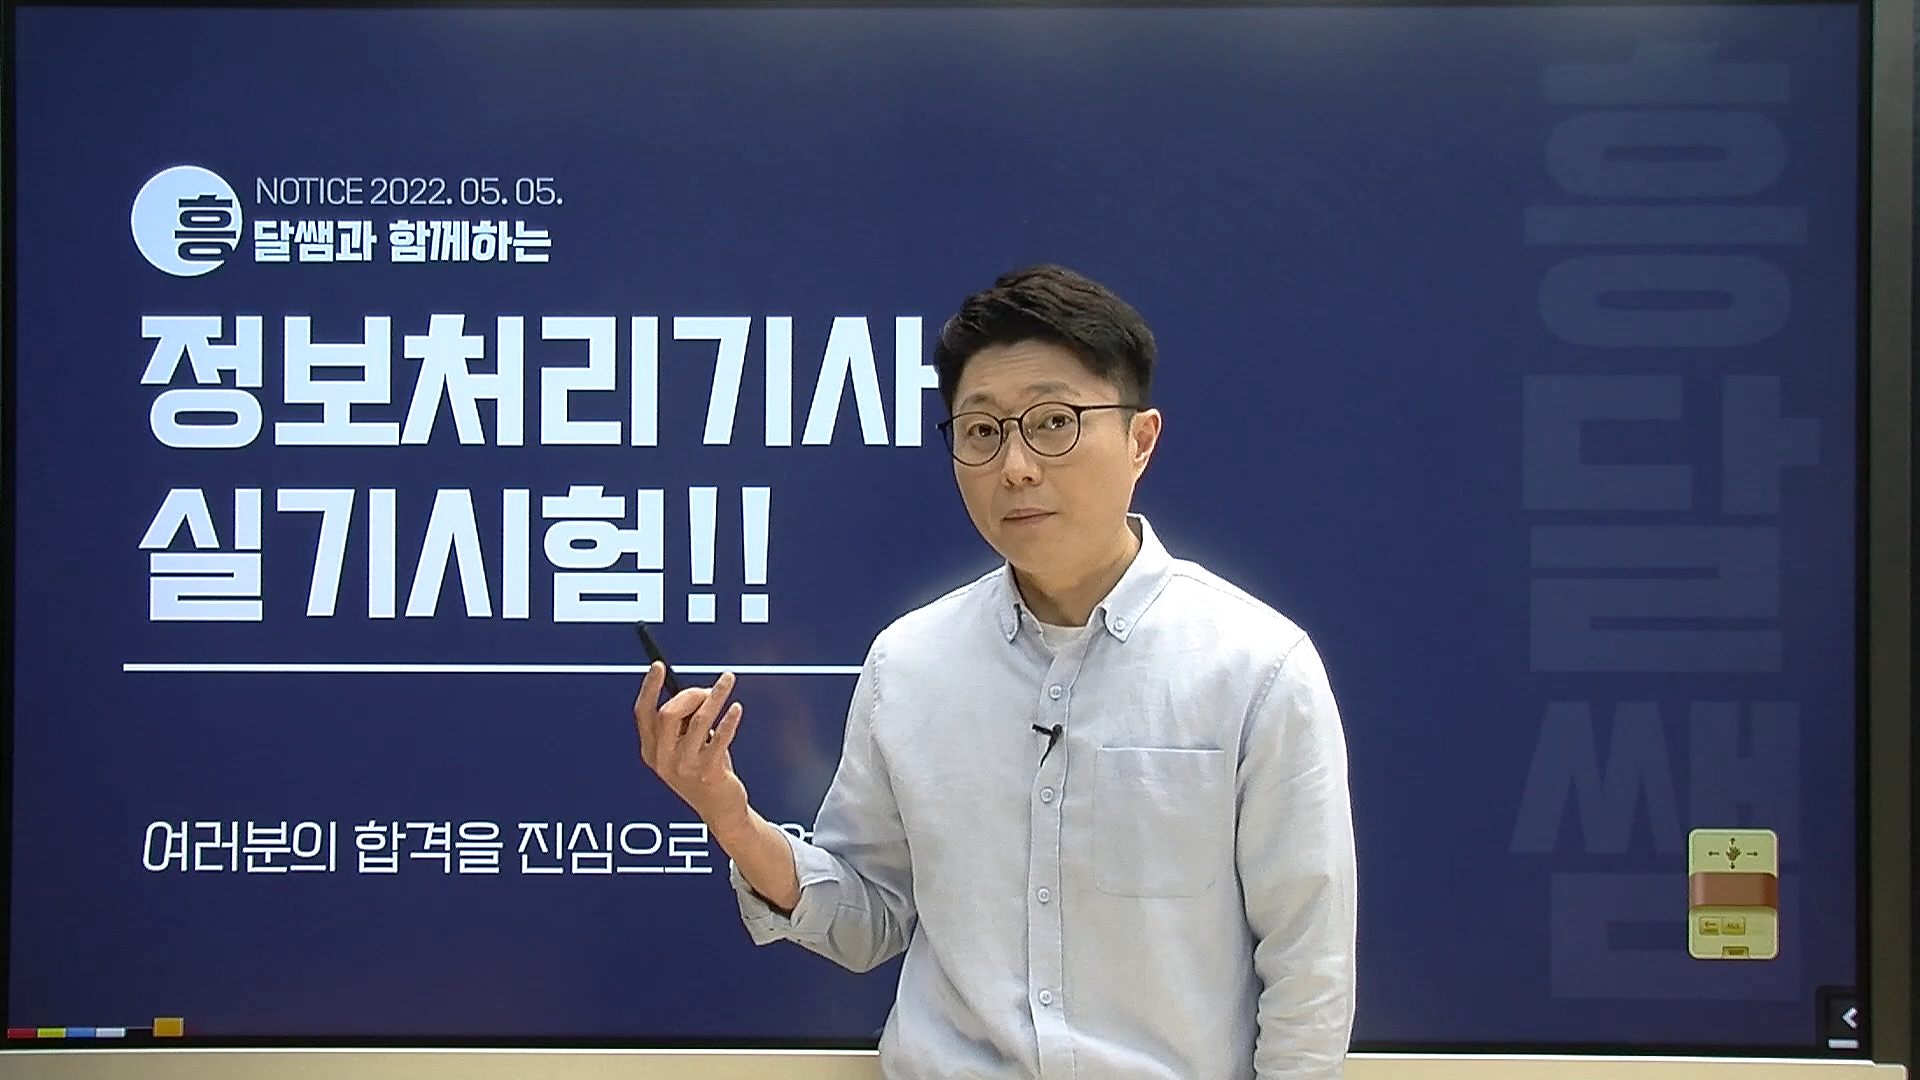 NOTICE 2022. 05. 05.
흥달쌤과 함께하는
정보처리기사
실기시험!!
여러분의 합격을 진심으로
흥달쌤